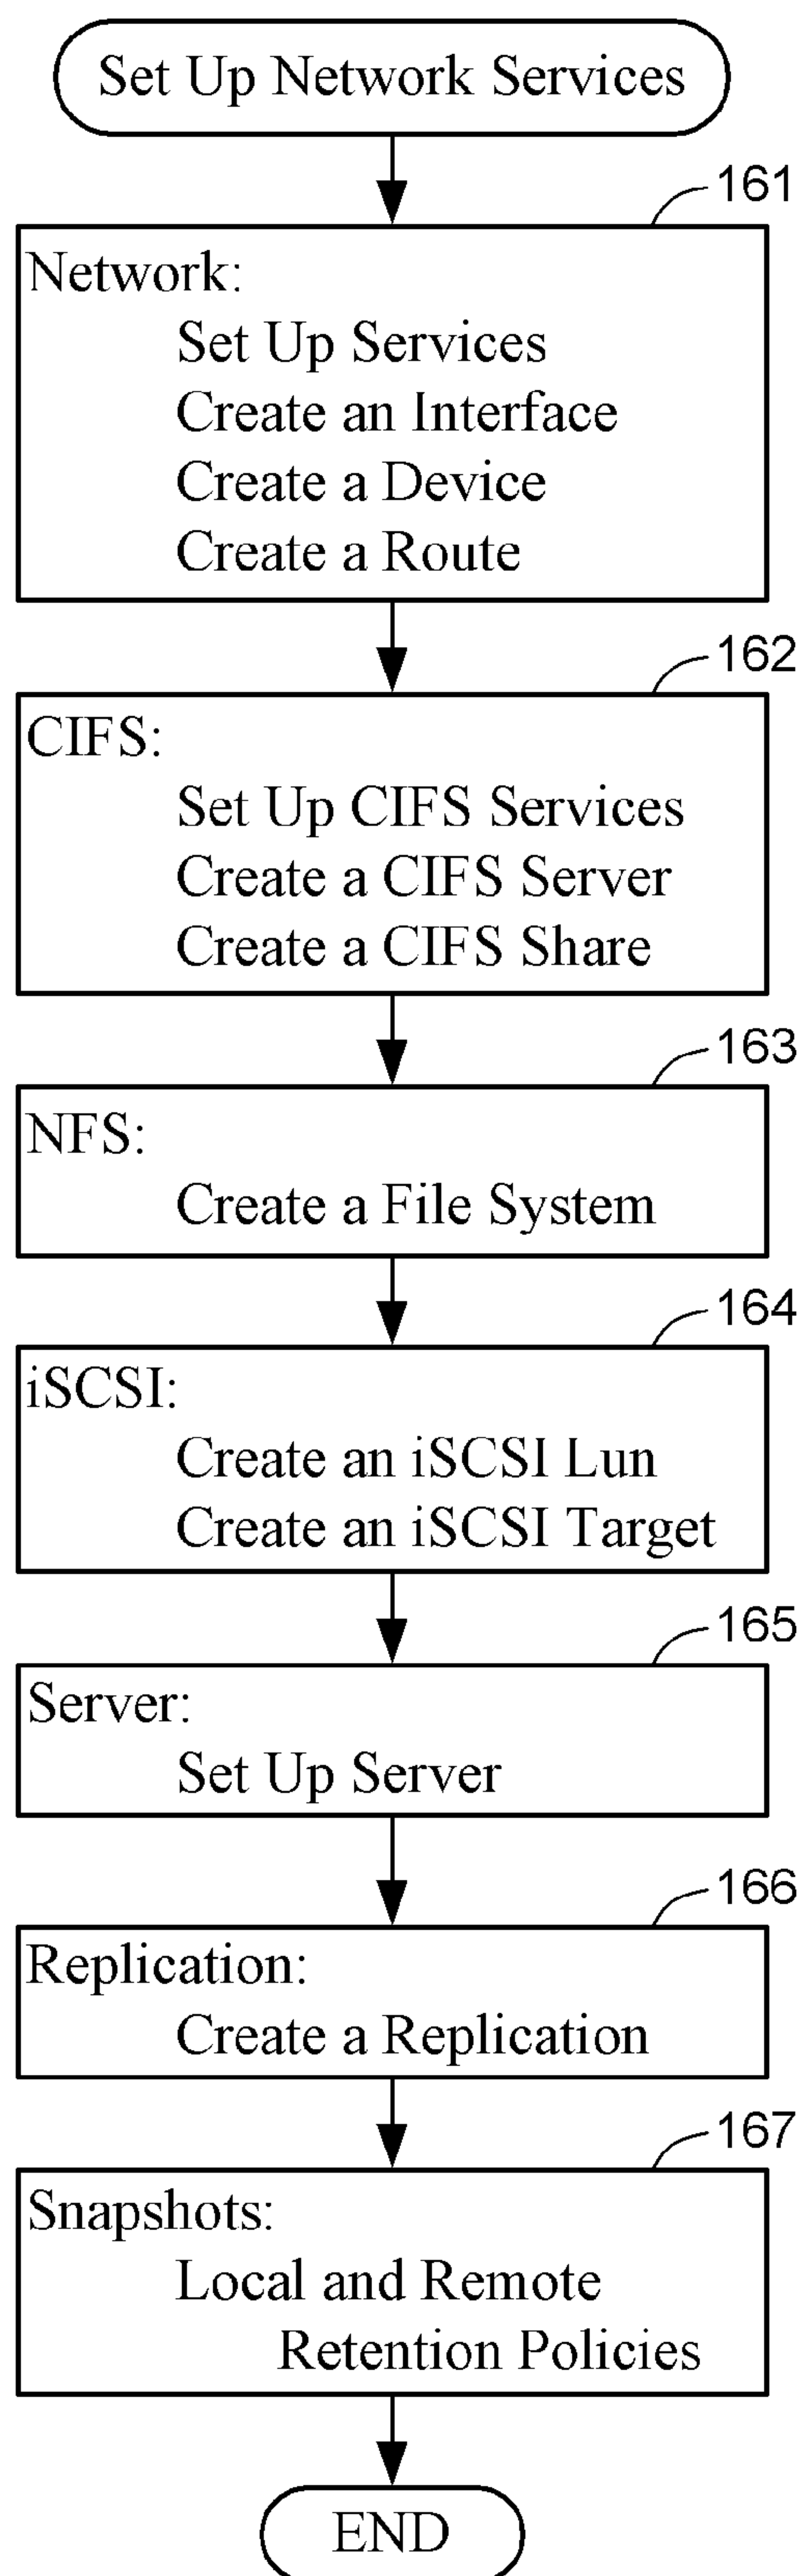 Set Up Network Services
161
Network:
Set Up Services
Create an Interface
Create a Device
Create a Route
162
CIFS:
Set Up CIFS Services
Create a CIFS Server
Create a CIFS Share
163
NFS:
Create a File System
164
iSCSI:
Create an iSCSI Lun
Create an iSCSI Target
165
Server:
Set Up Server
166
Replication:
Create a Replication
167
Snapshots:
Local and Remote
Retention Policies
END